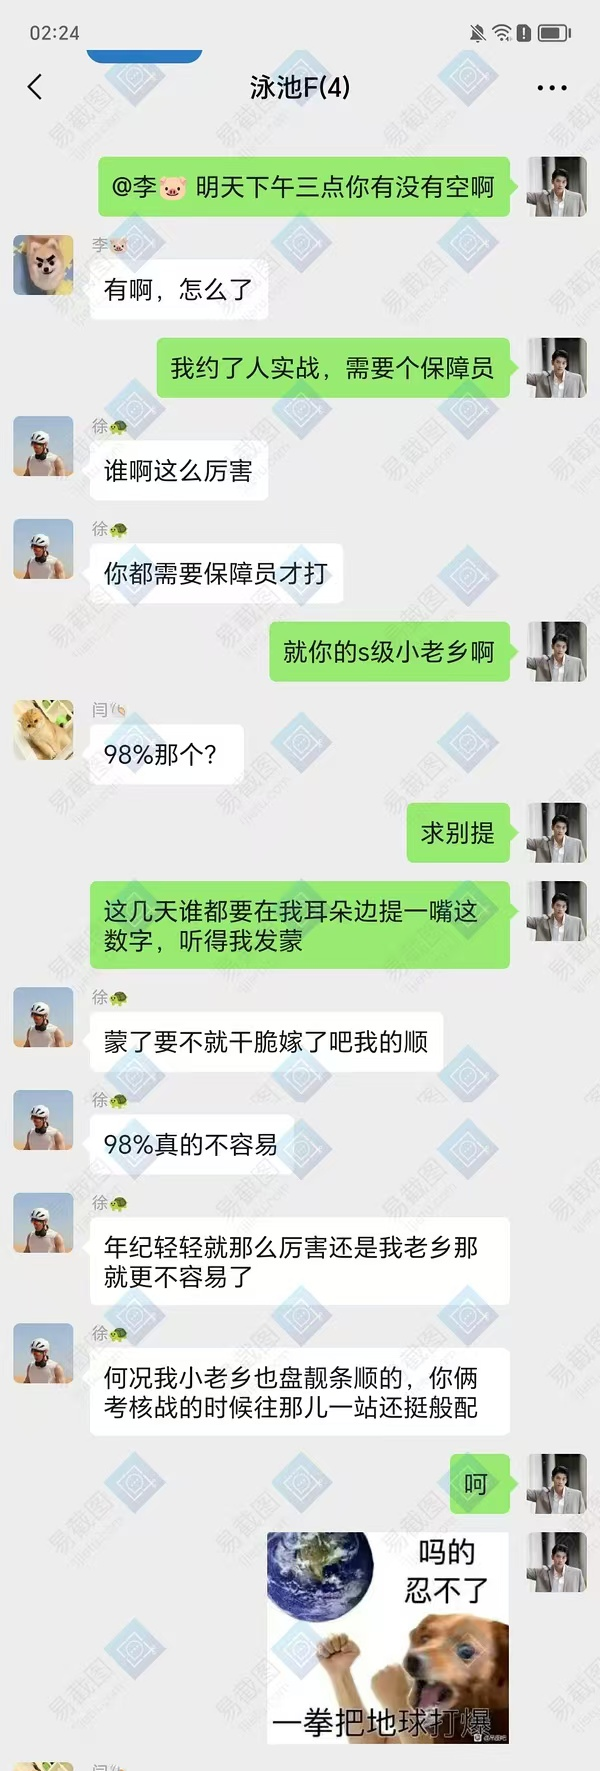 02:24
泳池F(4)
@李🐷 明天下午三点你有没有空啊
李🐷
有啊，怎么了
我约了人实战，需要个保障员
徐🐢
谁啊这么厉害
徐🐢
你都需要保障员才打
就你的s级小老乡啊
闫🐚
98%那个？
求别提
这几天谁都要在我耳朵边提一嘴这
数字，听得我发蒙
徐🐢
蒙了要不就干脆嫁了吧我的顺
徐🐢
98%真的不容易
徐🐢
年纪轻轻就那么厉害还是我老乡那
就更不容易了
徐🐢
何况我小老乡也盘靓条顺的，你俩
考核战的时候往那儿一站还挺般配
呵
吗的
忍不了
一拳把地球打爆
易截图